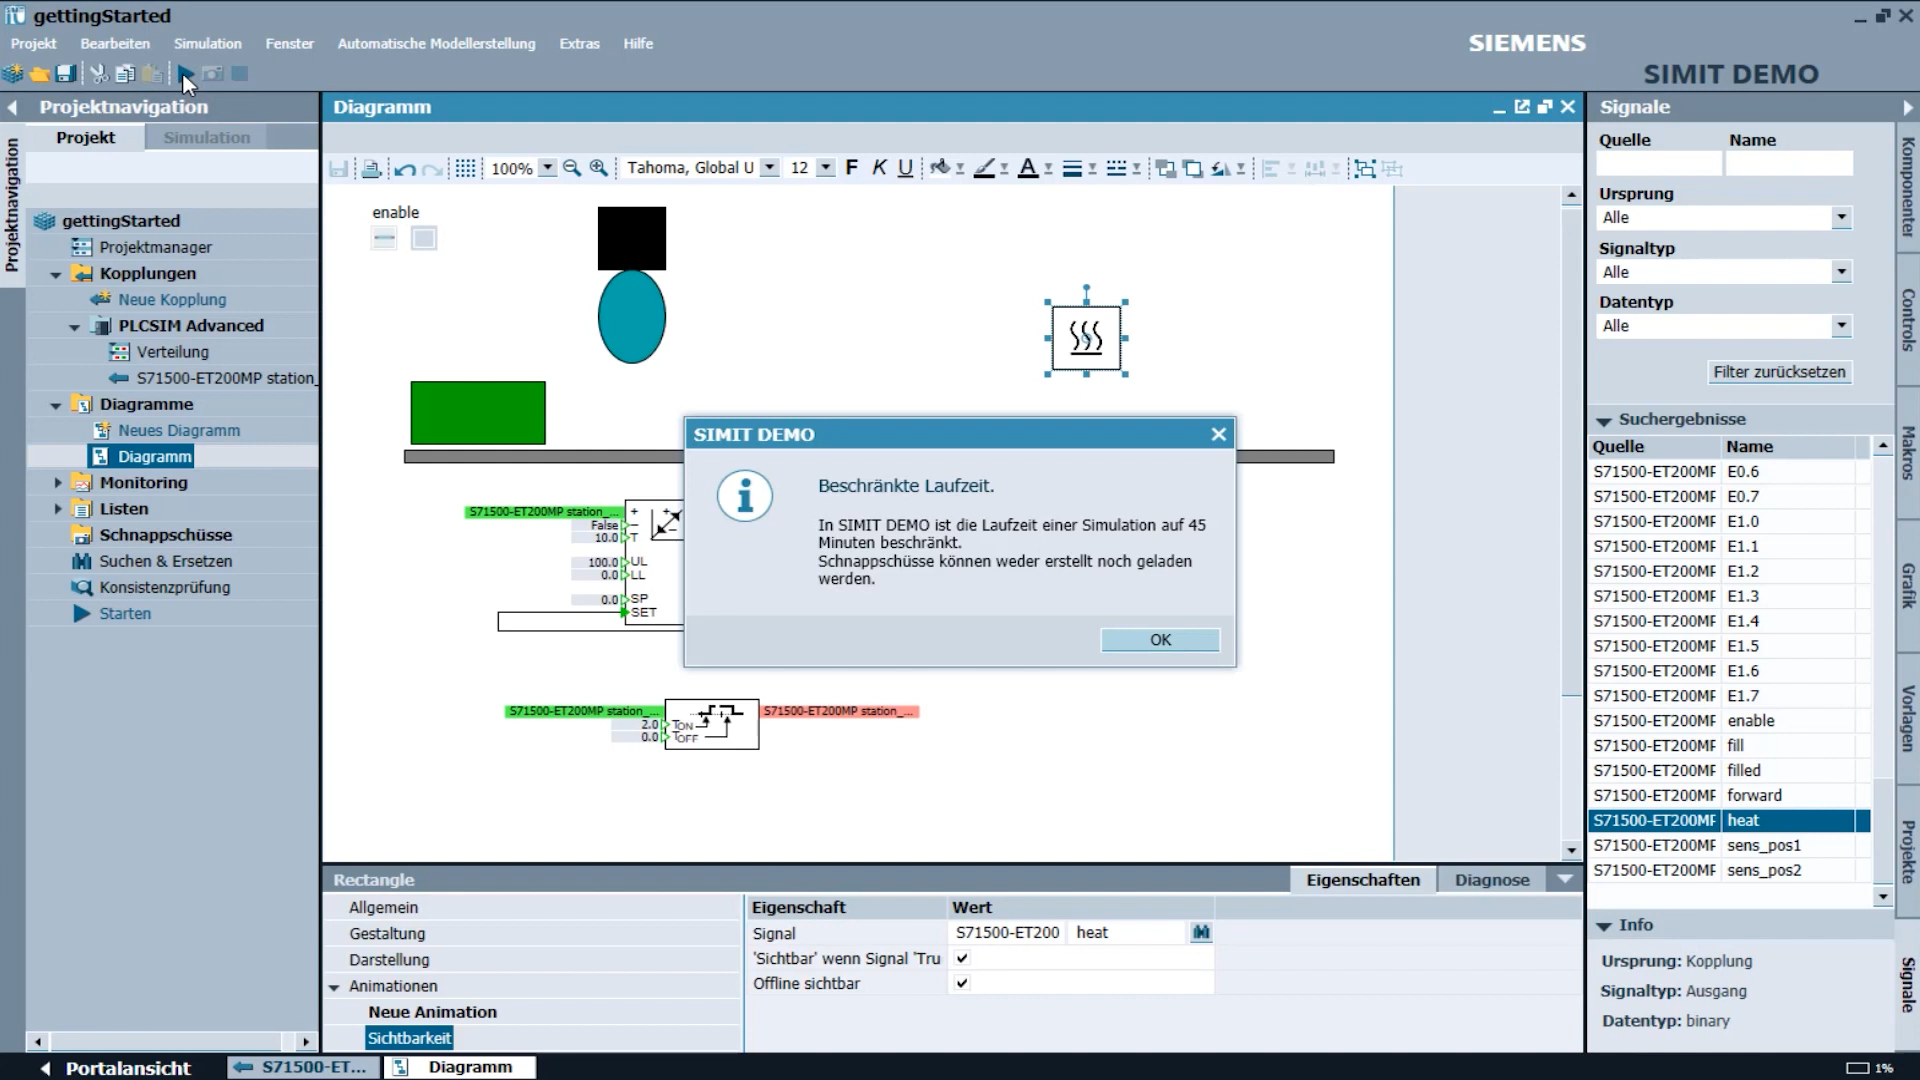 gettingStarted
Projekt Bearbeiten Simulation Fenster Automatische Modellerstellung Extras Hilfe
SIEMENS
SIMIT DEMO
Projektnavigation
Projekt Simulation
Projektnavigation
gettingStarted
Projektmanager
Kopplungen
Neue Kopplung
PLCSIM Advanced
Verteilung
S71500-ET200MP station_
Diagramme
Neues Diagramm
Diagramm
Monitoring
Listen
Schnappschüsse
Suchen & Ersetzen
Konsistenzprüfung
Starten
Diagramm
100% Tahoma, Global U 12 F K U A
enable
S71500-ET200MP station_...
False
10.0 T
100.0 UL
0.0 LL
0.0 SP
SET
S71500-ET200MP station_...
2.0 TON
0.0 TOFF
S71500-ET200MP station_...
SIMIT DEMO
Beschränkte Laufzeit.
In SIMIT DEMO ist die Laufzeit einer Simulation auf 45
Minuten beschränkt.
Schnappschüsse können weder erstellt noch geladen
werden.
OK
Rectangle
Eigenschaften Diagnose
Allgemein
Gestaltung
Darstellung
Animationen
Neue Animation
Sichtbarkeit
Eigenschaft Wert
Signal S71500-ET200 heat
'Sichtbar' wenn Signal 'Tru
Offline sichtbar
Signale
Quelle Name
Ursprung
Alle
Signaltyp
Alle
Datentyp
Alle
Filter zurücksetzen
Suchergebnisse
Quelle Name
S71500-ET200MF E0.6
S71500-ET200MF E0.7
S71500-ET200MF E1.0
S71500-ET200MF E1.1
S71500-ET200MF E1.2
S71500-ET200MF E1.3
S71500-ET200MF E1.4
S71500-ET200MF E1.5
S71500-ET200MF E1.6
S71500-ET200MF E1.7
S71500-ET200MF enable
S71500-ET200MF fill
S71500-ET200MF filled
S71500-ET200MF forward
S71500-ET200MF heat
S71500-ET200MF sens_pos1
S71500-ET200MF sens_pos2
Info
Ursprung: Kopplung
Signaltyp: Ausgang
Datentyp: binary
Komponenter
Controls
Makros
Grafik
Vorlagen
Projekte
Signale
Portalansicht S71500-ET... Diagramm
1%